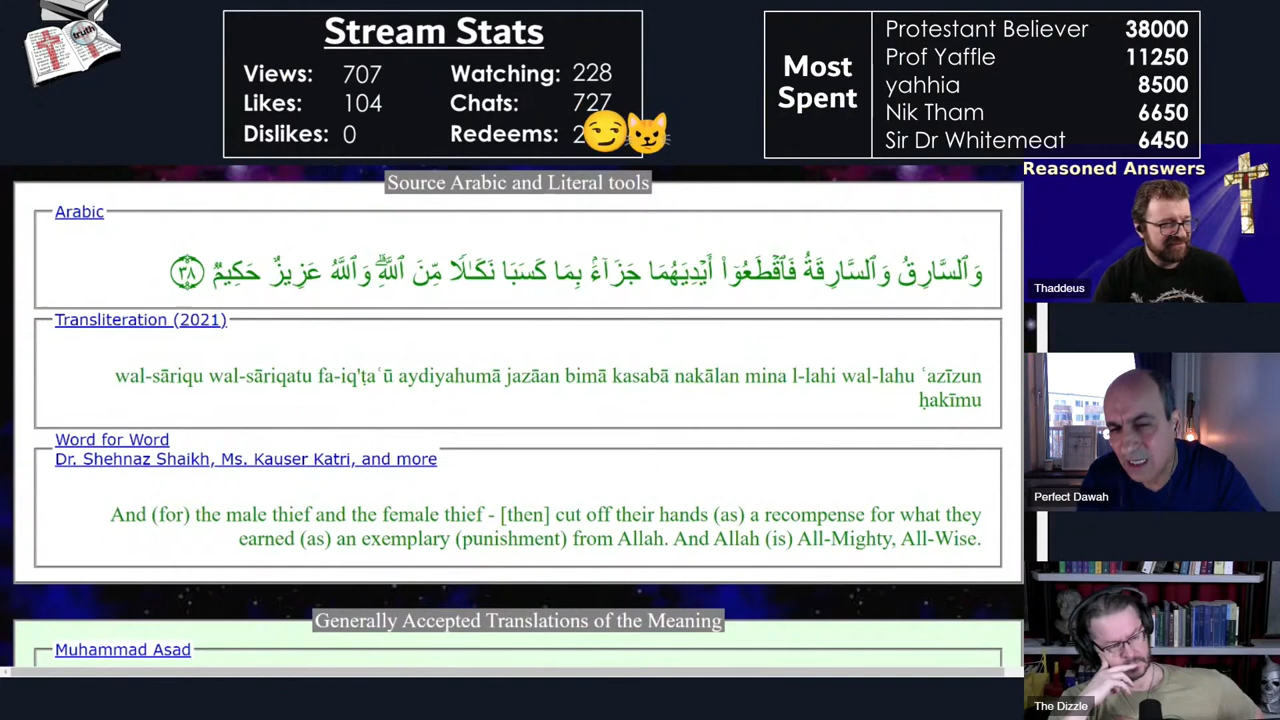 truth
Stream Stats
Views: 707 Watching: 228
Likes: 104 Chats: 727
Dislikes: 0 Redeems: 2
Most Spent
Protestant Believer 38000
Prof Yaffle 11250
yahhia 8500
Nik Tham 6650
Sir Dr Whitemeat 6450
Reasoned Answers
Thaddeus
Source Arabic and Literal tools
Arabic
وَٱلسَّارِقُ وَٱلسَّارِقَةُ فَٱقْطَعُوٓا۟ أَيْدِيَهُمَا جَزَآءًۢ بِمَا كَسَبَا نَكَـٰلًا مِّنَ ٱللَّهِ ۗ وَٱللَّهُ عَزِيزٌ حَكِيمٌ ٣٨
Transliteration (2021)
wal-sāriqu wal-sāriqatu fa-iq'ṭaʿū aydiyahumā jazāan bimā kasabā nakālan mina l-lahi wal-lahu ʿazīzun
ḥakīmu
Word for Word
Dr. Shehnaz Shaikh, Ms. Kauser Katri, and more
And (for) the male thief and the female thief - [then] cut off their hands (as) a recompense for what they
earned (as) an exemplary (punishment) from Allah. And Allah (is) All-Mighty, All-Wise.
Perfect Dawah
Generally Accepted Translations of the Meaning
Muhammad Asad
The Dizzle